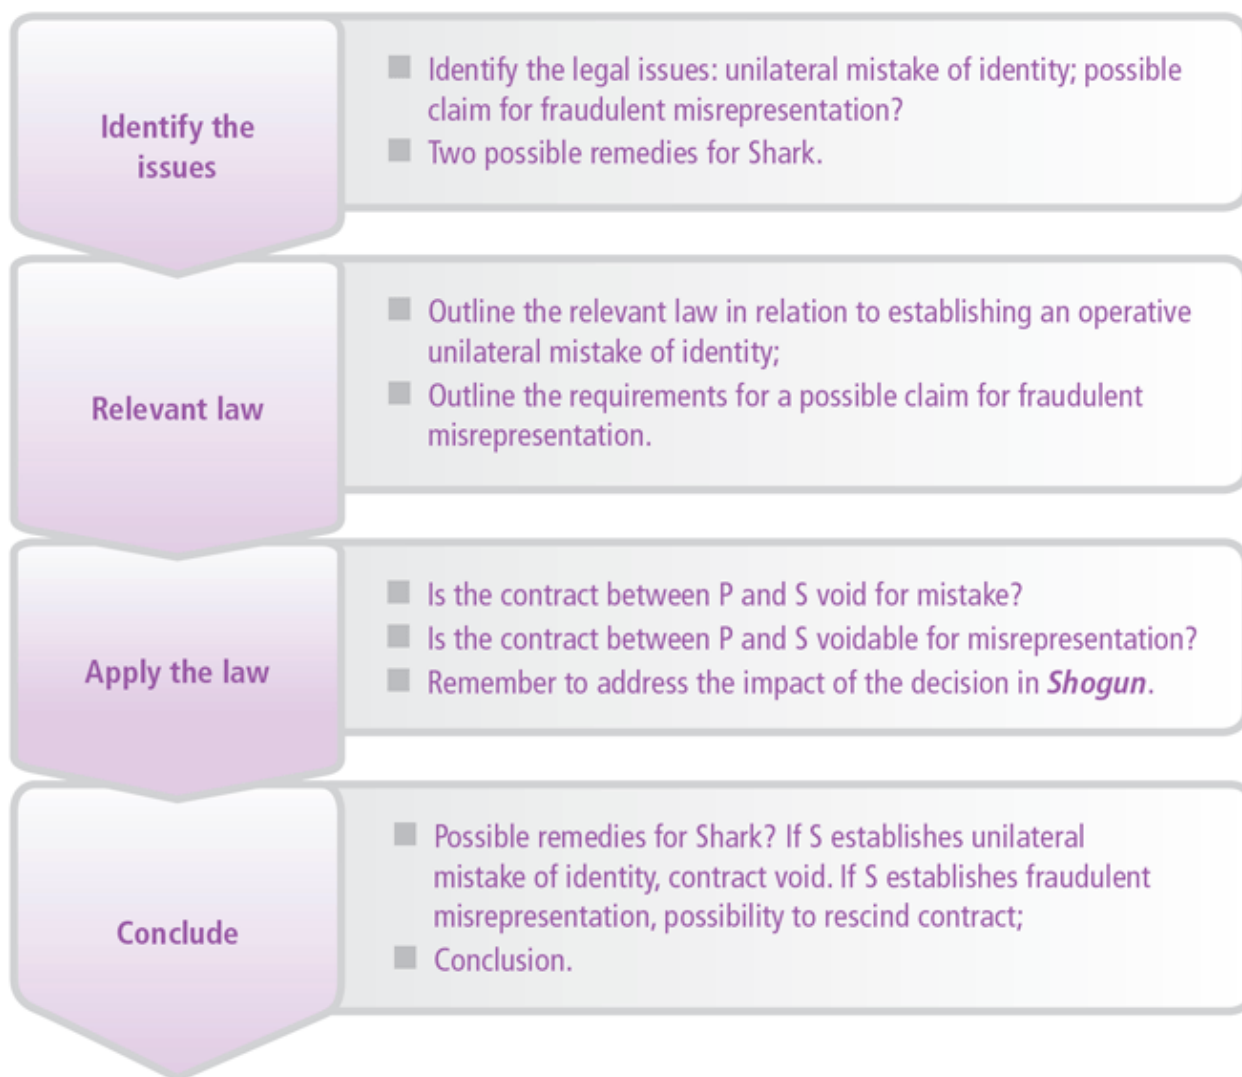 Identify the
issues
Identify the legal issues: unilateral mistake of identity; possible
claim for fraudulent misrepresentation?
Two possible remedies for Shark.
Relevant law
Outline the relevant law in relation to establishing an operative
unilateral mistake of identity;
Outline the requirements for a possible claim for fraudulent
misrepresentation.
Apply the law
Is the contract between P and S void for mistake?
Is the contract between P and S voidable for misrepresentation?
Remember to address the impact of the decision in Shogun.
Conclude
Possible remedies for Shark? If S establishes unilateral
mistake of identity, contract void. If S establishes fraudulent
misrepresentation, possibility to rescind contract;
Conclusion.